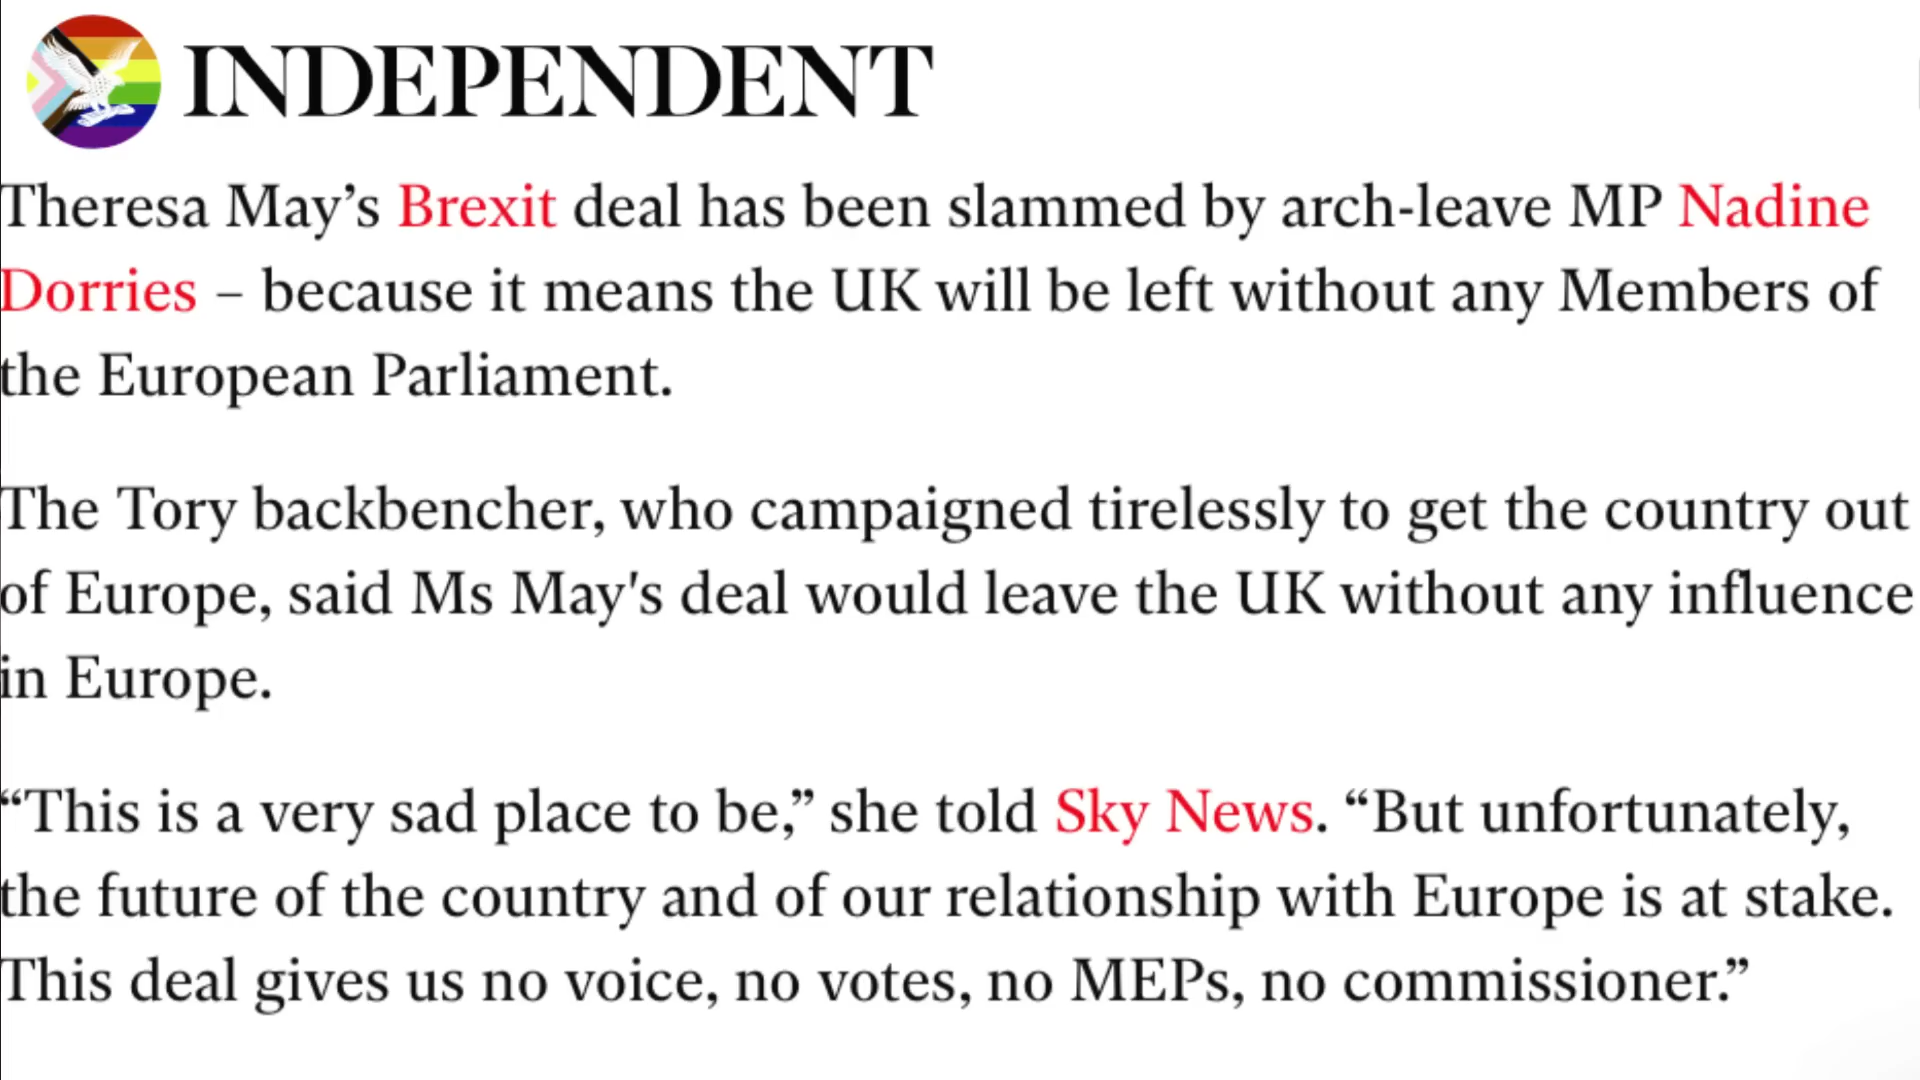 INDEPENDENT
Theresa May’s Brexit deal has been slammed by arch-leave MP Nadine
Dorries – because it means the UK will be left without any Members of
the European Parliament.
The Tory backbencher, who campaigned tirelessly to get the country out
of Europe, said Ms May's deal would leave the UK without any influence
in Europe.
“This is a very sad place to be,” she told Sky News. “But unfortunately,
the future of the country and of our relationship with Europe is at stake.
This deal gives us no voice, no votes, no MEPs, no commissioner.”